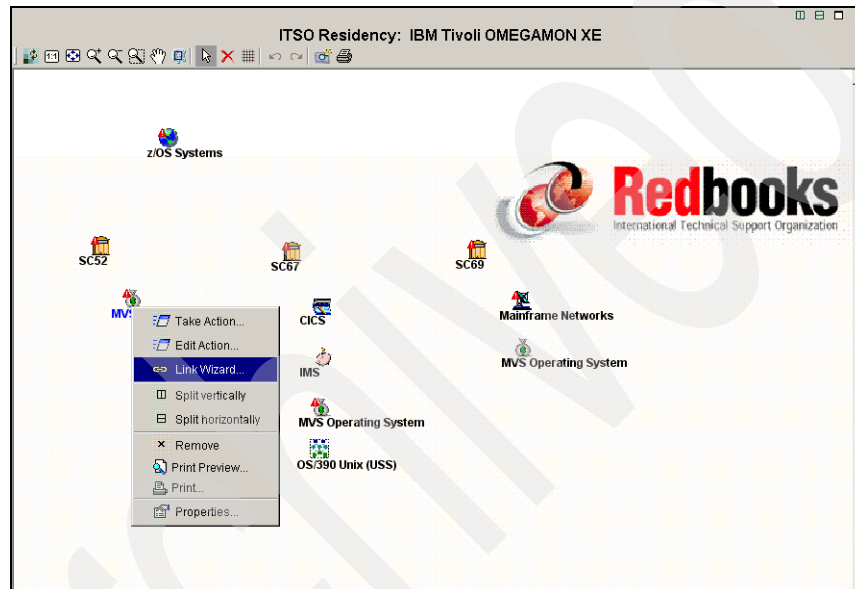 ITSO Residency: IBM Tivoli OMEGAMON XE
1:1
z/OS Systems
Redbooks
International Technical Support Organization
SC52
SC67
SC69
MVS
CICS
Mainframe Networks
IMS
MVS Operating System
MVS Operating System
OS/390 Unix (USS)
Take Action...
Edit Action...
Link Wizard...
Split vertically
Split horizontally
Remove
Print Preview...
Print...
Properties...